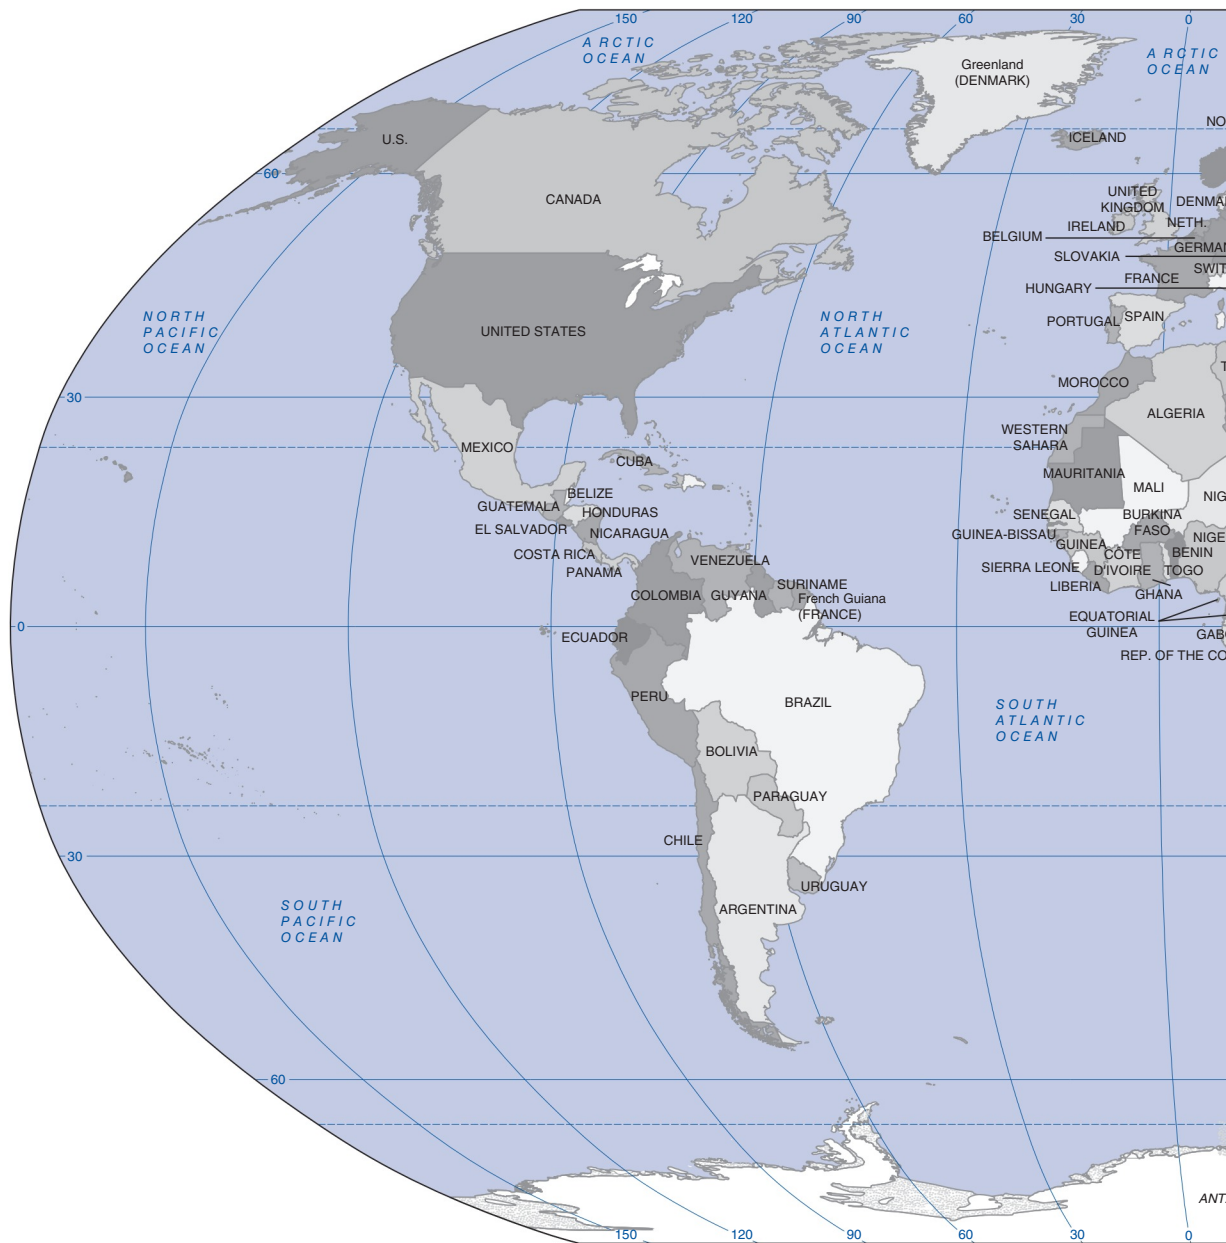 150 120 90 60 30 0
ARCTIC
OCEAN
ARCTIC
OCEAN
Greenland
(DENMARK)
U.S.
ICELAND
NO
60
CANADA
UNITED
KINGDOM
DENMA
IRELAND
NETH.
BELGIUM
GERMAN
SLOVAKIA
SWIT
FRANCE
HUNGARY
NORTH
PACIFIC
OCEAN
UNITED STATES
NORTH
ATLANTIC
OCEAN
PORTUGAL
SPAIN
MOROCCO
T
30
ALGERIA
WESTERN
SAHARA
MEXICO
CUBA
MAURITANIA
MALI
NIG
BELIZE
GUATEMALA
HONDURAS
SENEGAL
BURKINA
FASO
EL SALVADOR
NICARAGUA
GUINEA-BISSAU
GUINEA
CÔTE
D'IVOIRE
NIGE
BENIN
COSTA RICA
PANAMA
VENEZUELA
SIERRA LEONE
TOGO
LIBERIA
GHANA
COLOMBIA
GUYANA
SURINAME
French Guiana
(FRANCE)
EQUATORIAL
GUINEA
0
ECUADOR
GABO
REP. OF THE CO
PERU
BRAZIL
SOUTH
ATLANTIC
OCEAN
BOLIVIA
PARAGUAY
CHILE
30
URUGUAY
SOUTH
PACIFIC
OCEAN
ARGENTINA
60
ANT
150 120 90 60 30 0